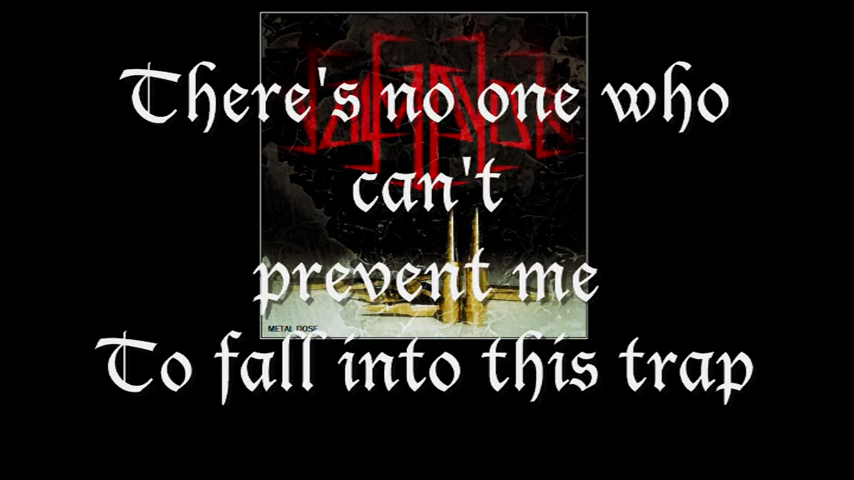 There's no one who
can't
prevent me
METAL DOSE
To fall into this trap